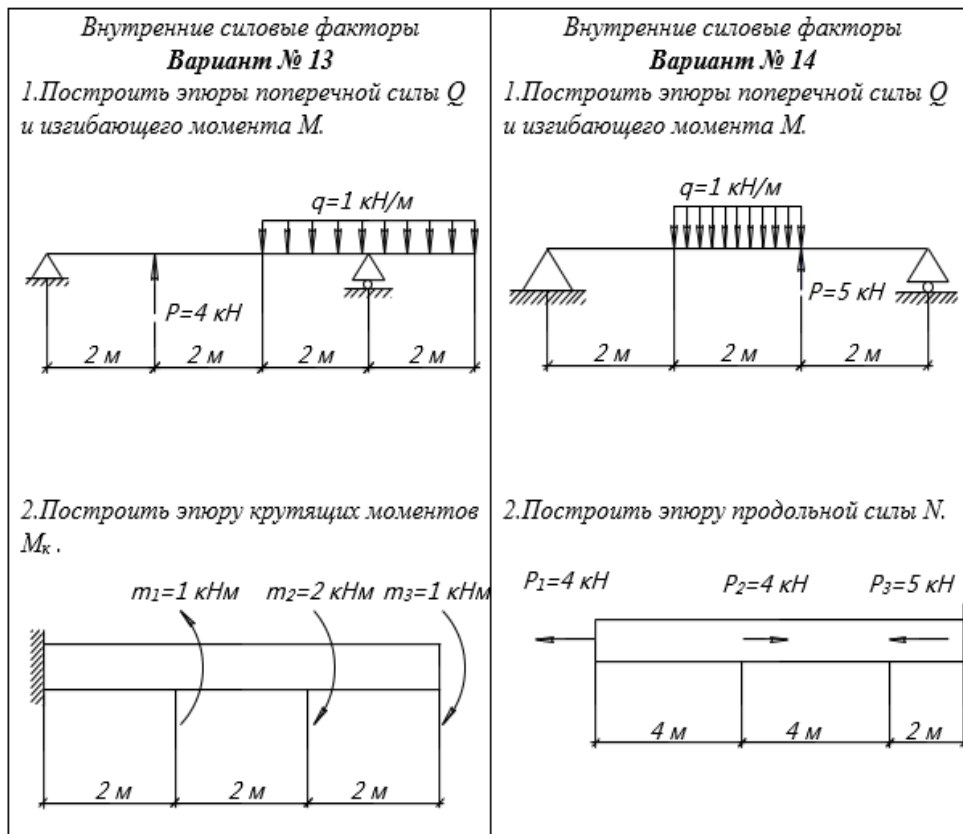 Внутренние силовые факторы
Вариант № 13
1.Построить эпюры поперечной силы Q
и изгибающего момента M.
q=1 кН/м
P=4 кН
2 м
2 м
2 м
2 м
2.Построить эпюру крутящих моментов
Mк .
m1=1 кНм
m2=2 кНм
m3=1 кНм
2 м
2 м
2 м
Внутренние силовые факторы
Вариант № 14
1.Построить эпюры поперечной силы Q
и изгибающего момента M.
q=1 кН/м
P=5 кН
2 м
2 м
2 м
2.Построить эпюру продольной силы N.
P1=4 кН
P2=4 кН
P3=5 кН
4 м
4 м
2 м